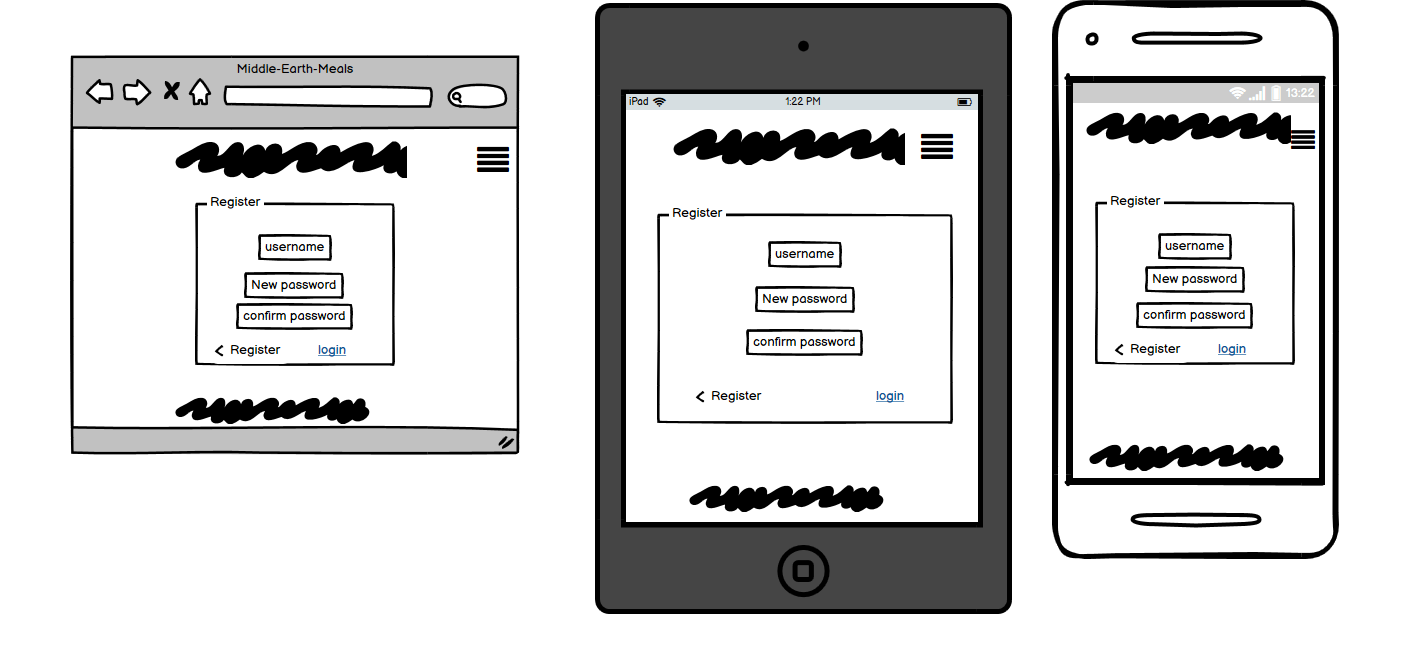 Middle-Earth-Meals
Register
username
New password
confirm password
Register login
iPad 1:22 PM
Register
username
New password
confirm password
Register login
13:22
Register
username
New password
confirm password
Register login